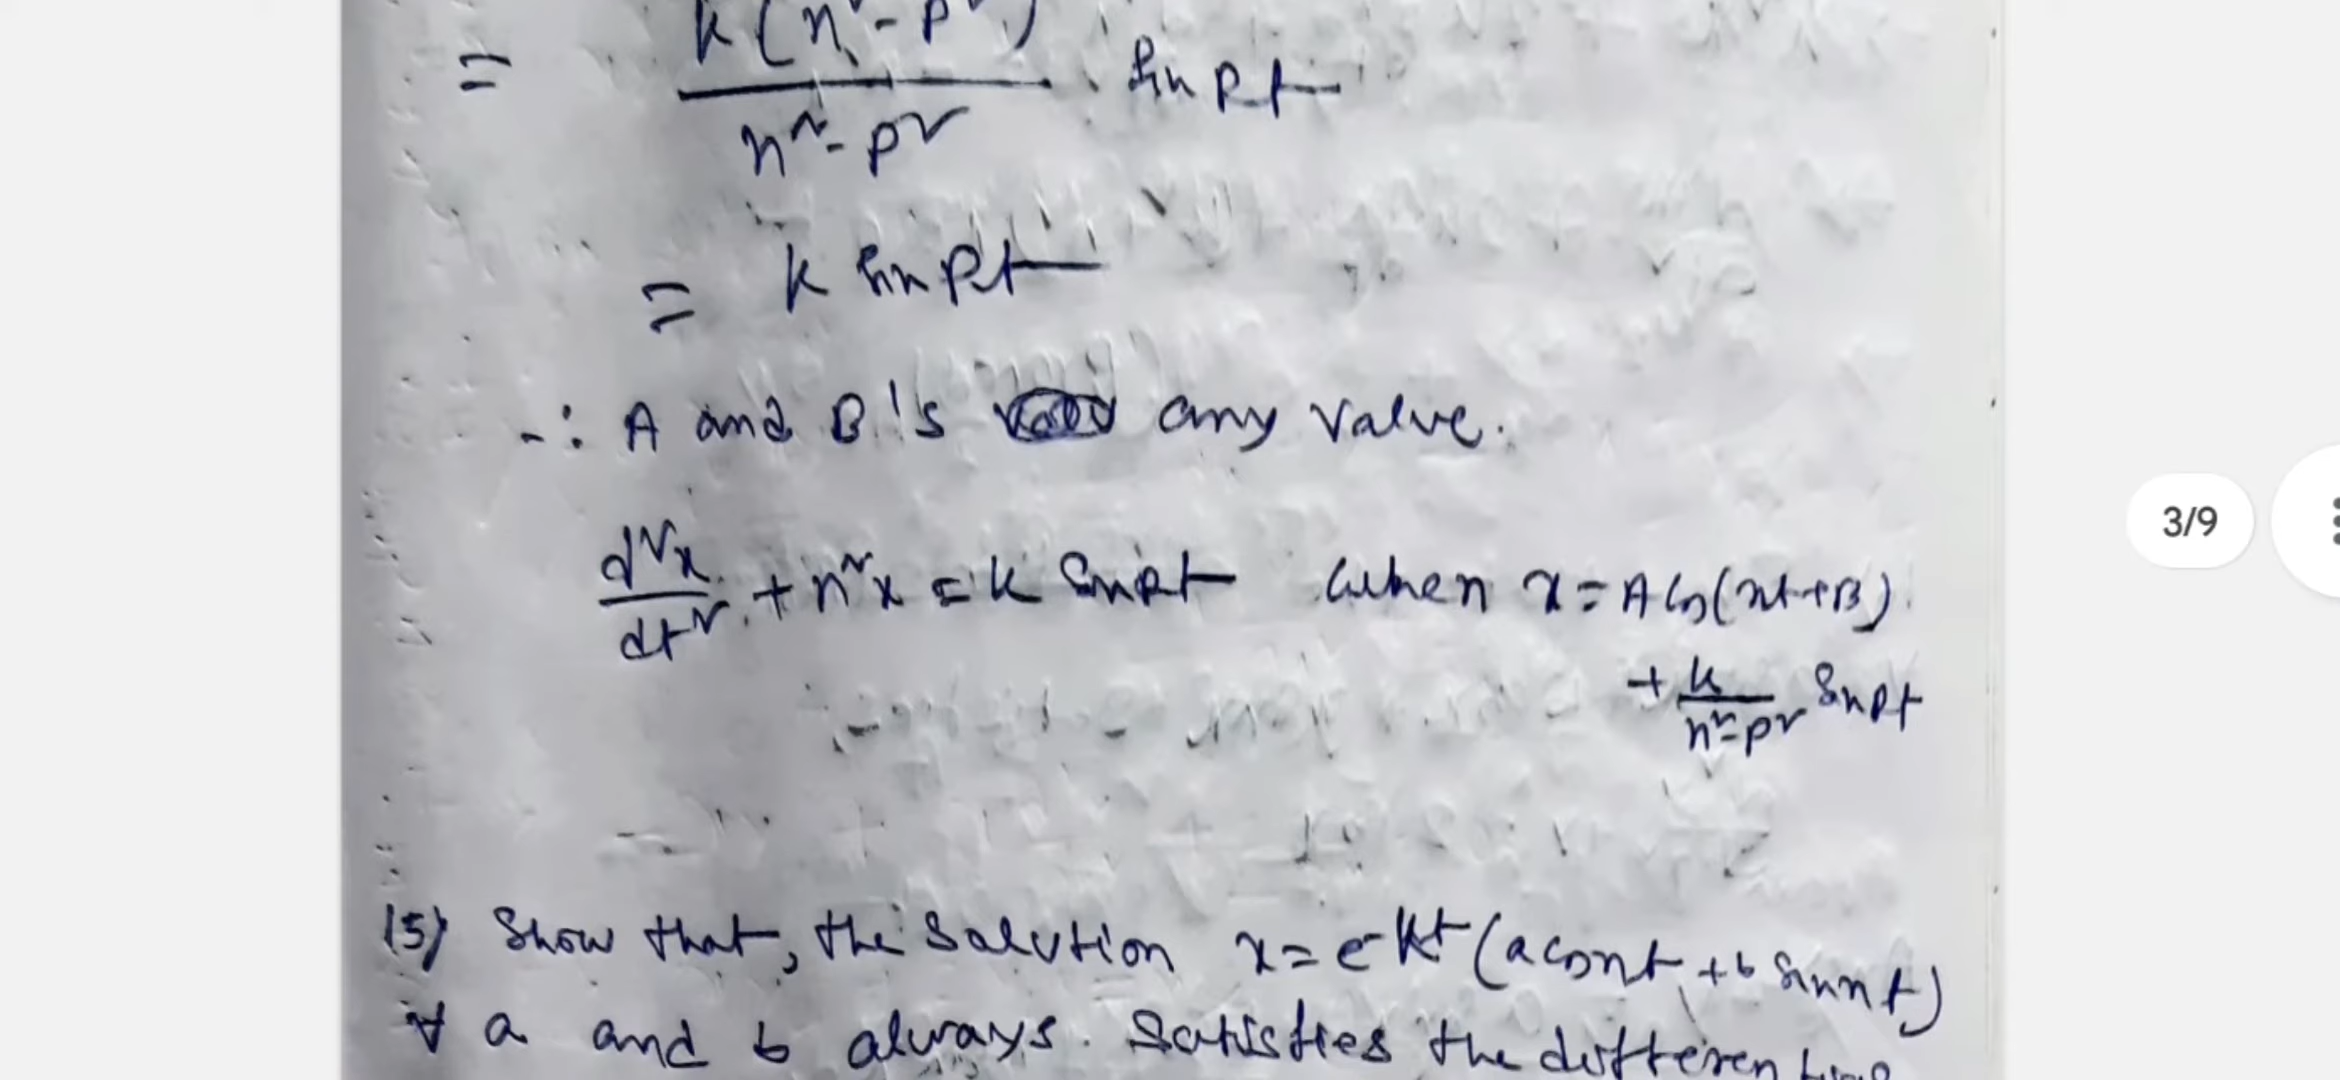 = k(n²-p²)/n²-p² . sin pt
= k sin pt
∴ A and B's any value.
d²x/dt² + n²x = k sin pt when x = A cos(nt+B)
+ k/n²-p² sin pt
3/9
15) Show that, the solution x = e-kt (a cos nt + b sin nt)
∀ a and b always. Satisfies the differen